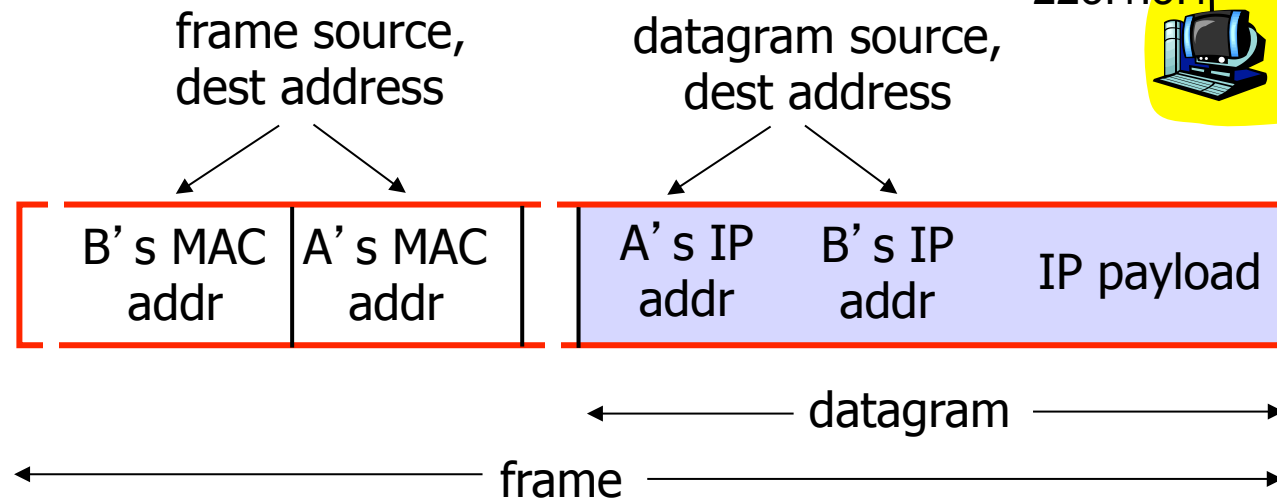 frame source,
dest address
datagram source,
dest address
B’s MAC
addr
A’s MAC
addr
A’s IP
addr
B’s IP
addr
IP payload
datagram
frame